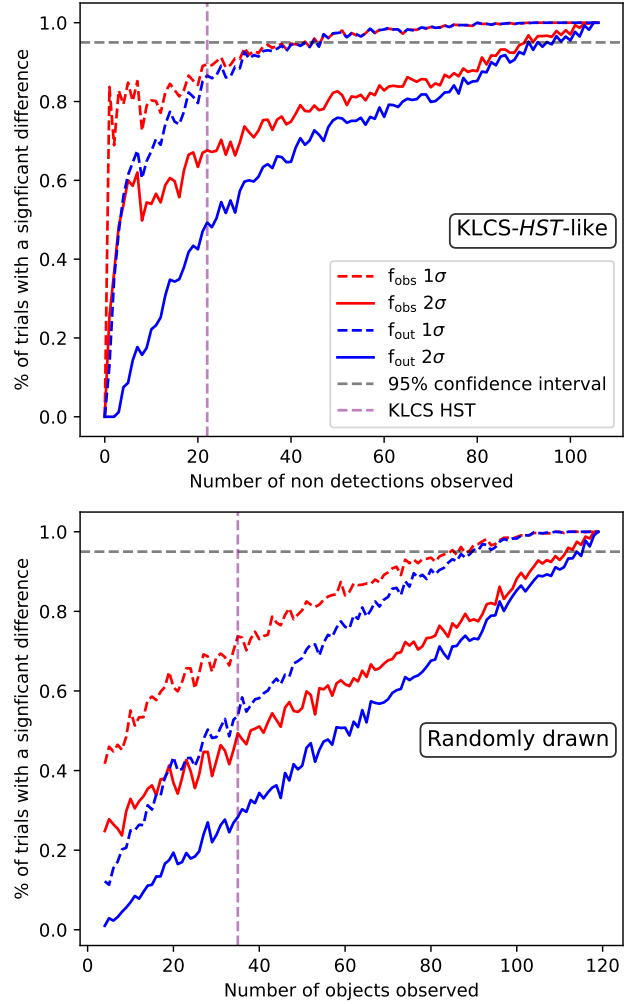 1.0
0.8
0.6
0.4
0.2
0.0
% of trials with a signficant difference
KLCS-HST-like
f_obs 1σ
f_obs 2σ
f_out 1σ
f_out 2σ
95% confidence interval
KLCS HST
0 20 40 60 80 100
Number of non detections observed
1.0
0.8
0.6
0.4
0.2
0.0
% of trials with a signficant difference
Randomly drawn
0 20 40 60 80 100 120
Number of objects observed